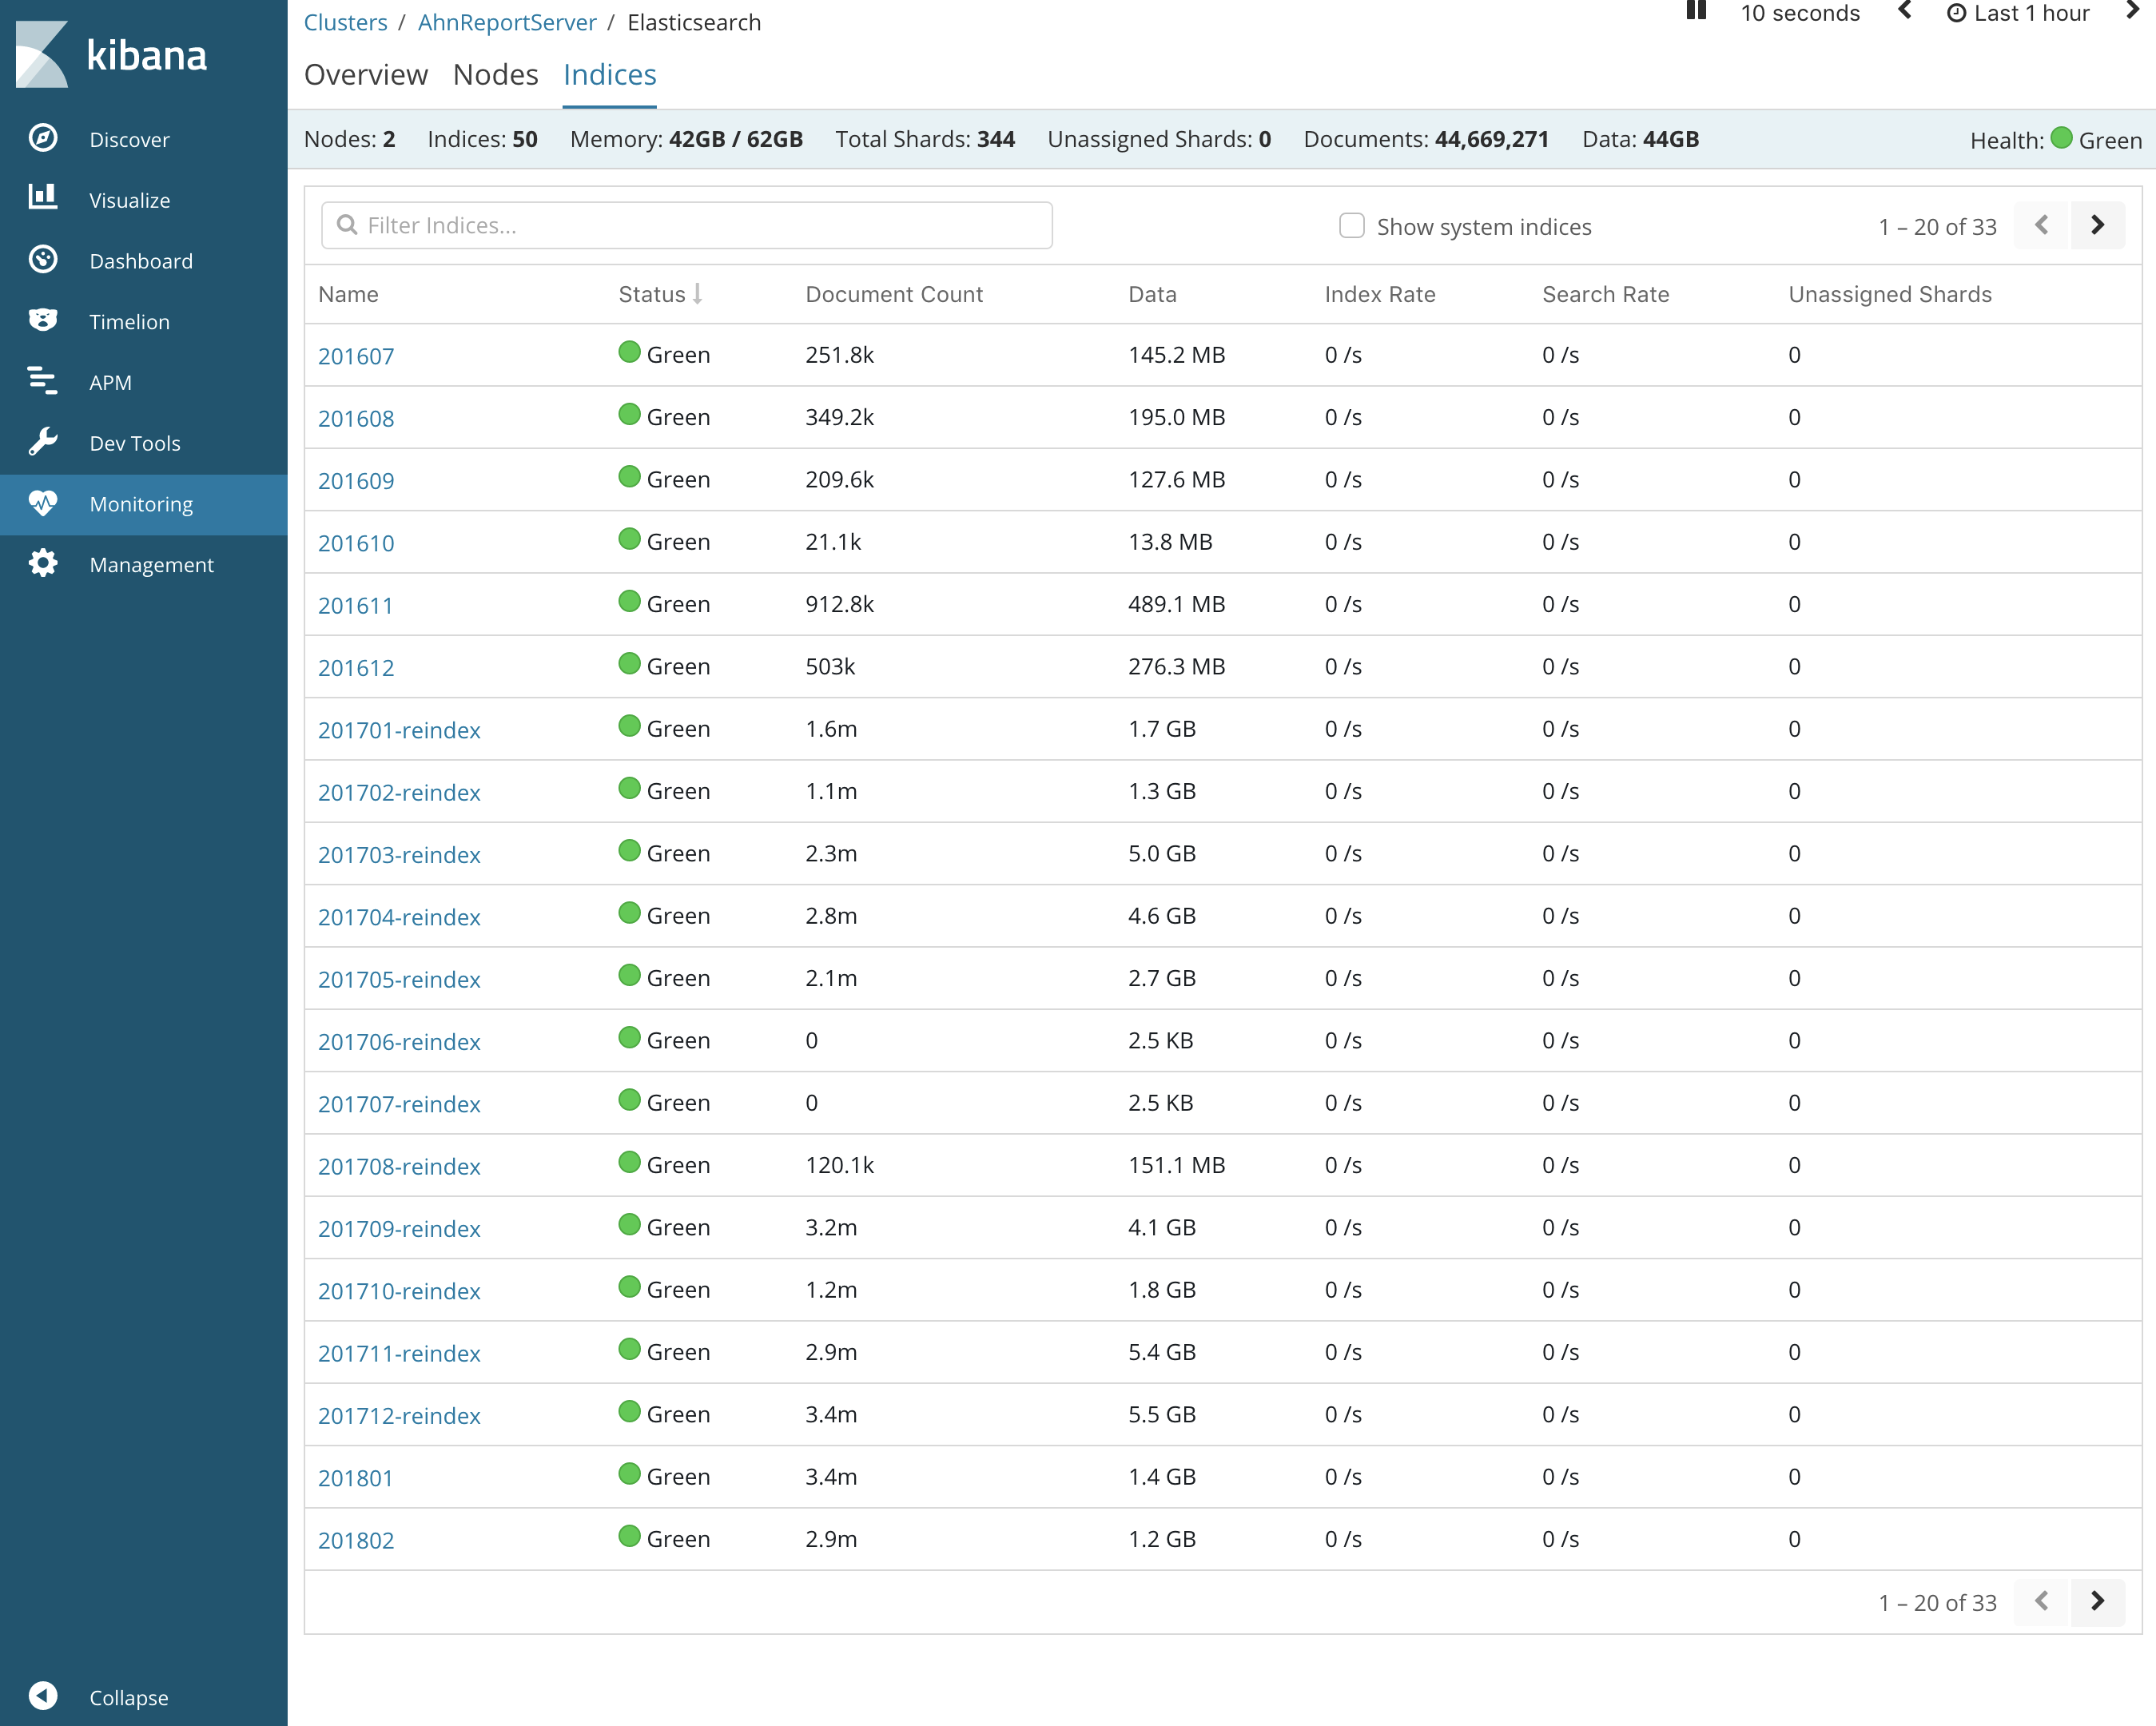 kibana
Discover
Visualize
Dashboard
Timelion
APM
Dev Tools
Monitoring
Management
Collapse
Clusters / AhnReportServer / Elasticsearch
10 seconds Last 1 hour
Overview Nodes Indices
Nodes: 2 Indices: 50 Memory: 42GB / 62GB Total Shards: 344 Unassigned Shards: 0 Documents: 44,669,271 Data: 44GB Health: Green
Filter Indices... Show system indices 1 – 20 of 33
Name Status Document Count Data Index Rate Search Rate Unassigned Shards
201607 Green 251.8k 145.2 MB 0 /s 0 /s 0
201608 Green 349.2k 195.0 MB 0 /s 0 /s 0
201609 Green 209.6k 127.6 MB 0 /s 0 /s 0
201610 Green 21.1k 13.8 MB 0 /s 0 /s 0
201611 Green 912.8k 489.1 MB 0 /s 0 /s 0
201612 Green 503k 276.3 MB 0 /s 0 /s 0
201701-reindex Green 1.6m 1.7 GB 0 /s 0 /s 0
201702-reindex Green 1.1m 1.3 GB 0 /s 0 /s 0
201703-reindex Green 2.3m 5.0 GB 0 /s 0 /s 0
201704-reindex Green 2.8m 4.6 GB 0 /s 0 /s 0
201705-reindex Green 2.1m 2.7 GB 0 /s 0 /s 0
201706-reindex Green 0 2.5 KB 0 /s 0 /s 0
201707-reindex Green 0 2.5 KB 0 /s 0 /s 0
201708-reindex Green 120.1k 151.1 MB 0 /s 0 /s 0
201709-reindex Green 3.2m 4.1 GB 0 /s 0 /s 0
201710-reindex Green 1.2m 1.8 GB 0 /s 0 /s 0
201711-reindex Green 2.9m 5.4 GB 0 /s 0 /s 0
201712-reindex Green 3.4m 5.5 GB 0 /s 0 /s 0
201801 Green 3.4m 1.4 GB 0 /s 0 /s 0
201802 Green 2.9m 1.2 GB 0 /s 0 /s 0
1 – 20 of 33